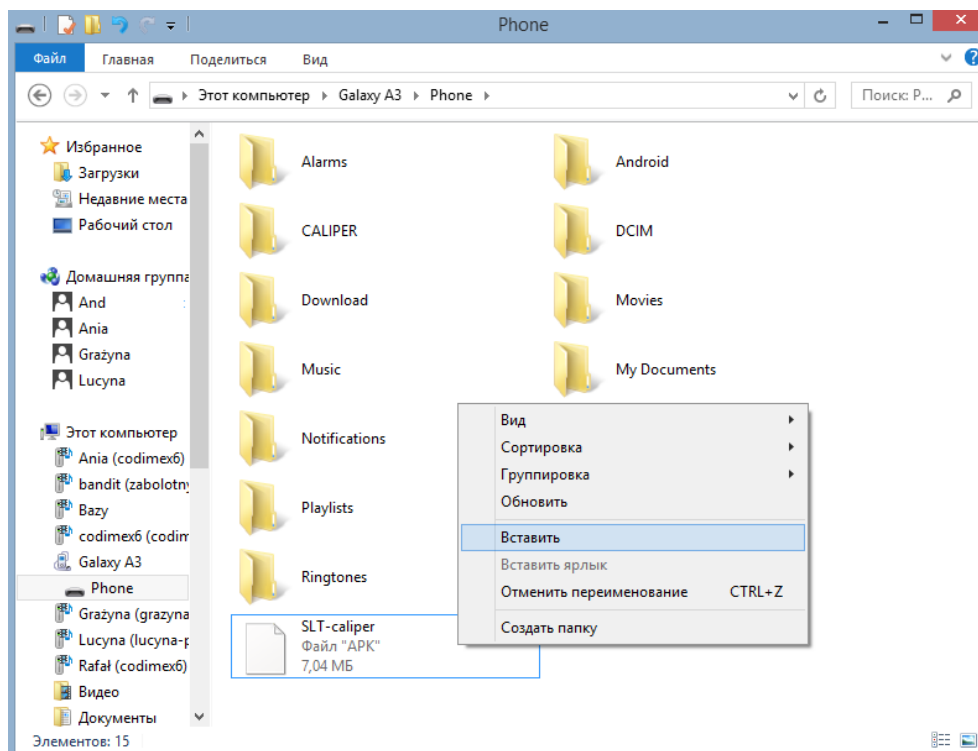 Phone
Файл Главная Поделиться Вид
Этот компьютер Galaxy A3 Phone Поиск: P...
Избранное
Загрузки
Недавние места
Рабочий стол
Домашняя группа
And
Ania
Grażyna
Lucyna
Этот компьютер
Ania (codimex6)
bandit (zabolotny
Bazy
codimex6 (codim
Galaxy A3
Phone
Grażyna (grazyna
Lucyna (lucyna-p
Rafał (codimex6)
Видео
Документы
Alarms
Android
CALIPER
DCIM
Download
Movies
Music
My Documents
Notifications
Playlists
Ringtones
SLT-caliper
Файл "APK"
7,04 МБ
Вид
Сортировка
Группировка
Обновить
Вставить
Вставить ярлык
Отменить переименование CTRL+Z
Создать папку
Элементов: 15